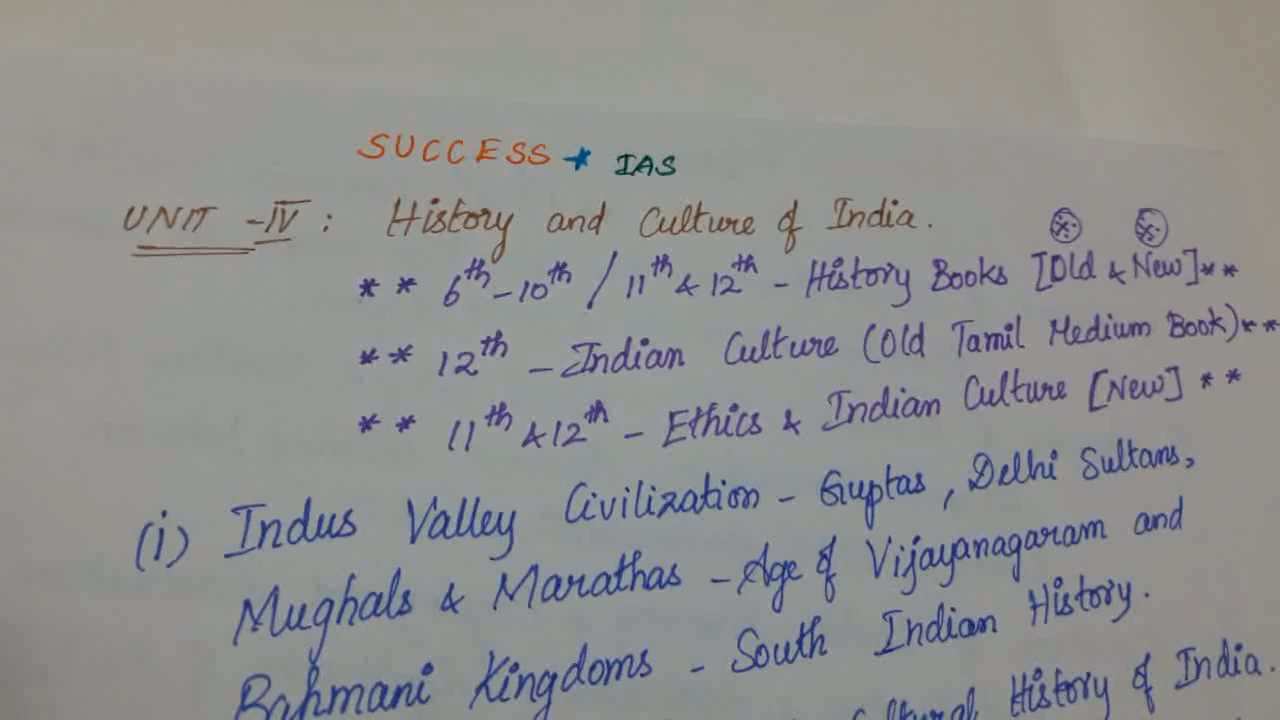 SUCCESS * IAS
UNIT - IV : History and Culture of India.
** 6th - 10th / 11th & 12th - History Books [Old & New] **
** 12th - Indian Culture (Old Tamil Medium Book) **
** 11th & 12th - Ethics & Indian Culture [New] **
(i) Indus Valley Civilization - Guptas, Delhi Sultans,
Mughals & Marathas - Age of Vijayanagaram and
Bahmani Kingdoms - South Indian History.
Cultural History of India.